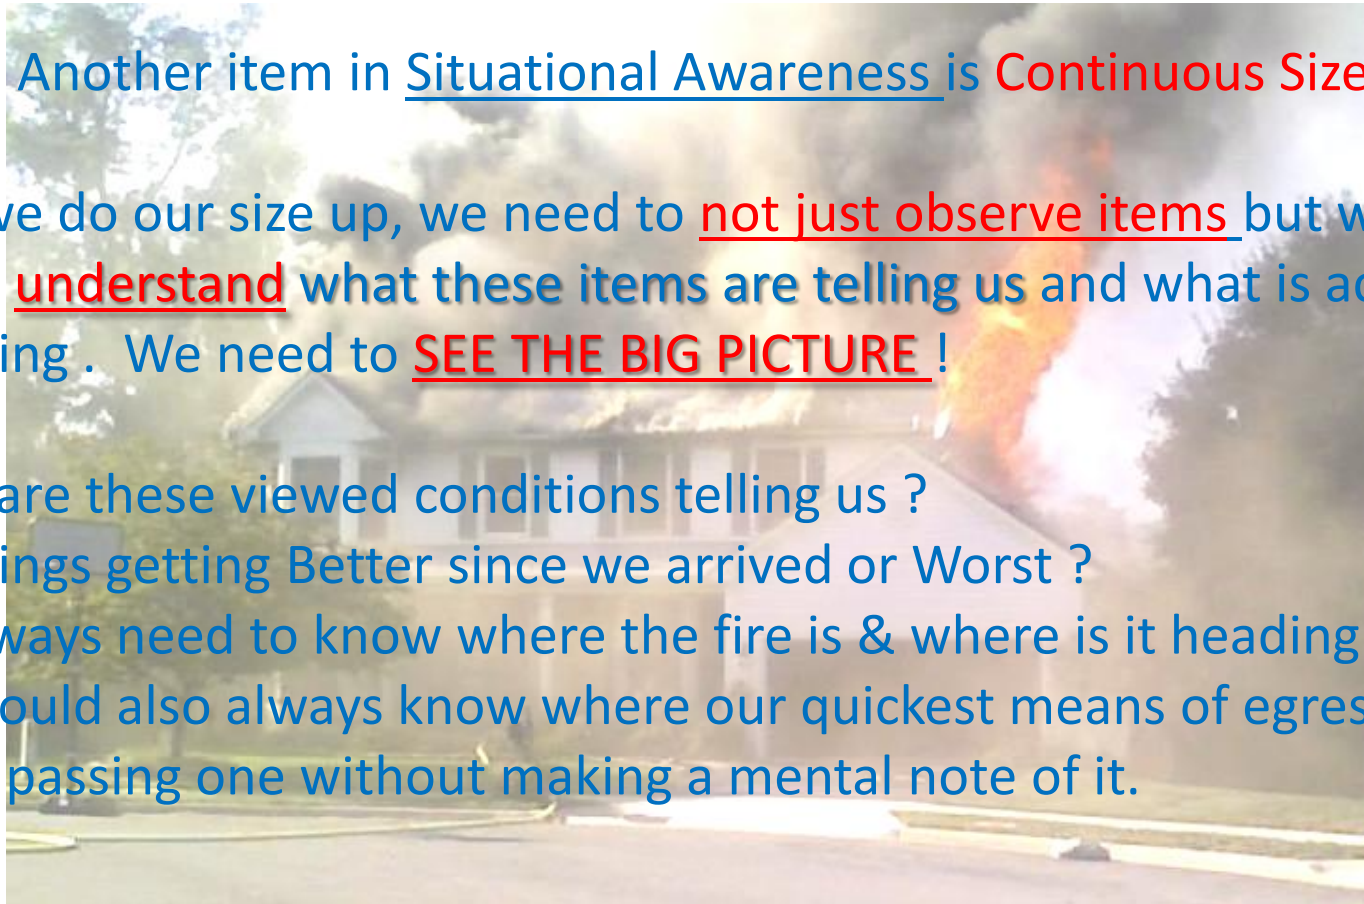 Another item in Situational Awareness is Continuous Size
we do our size up, we need to not just observe items but w
understand what these items are telling us and what is ac
ing . We need to SEE THE BIG PICTURE !
are these viewed conditions telling us ?
ings getting Better since we arrived or Worst ?
ways need to know where the fire is & where is it heading
ould also always know where our quickest means of egres
passing one without making a mental note of it.